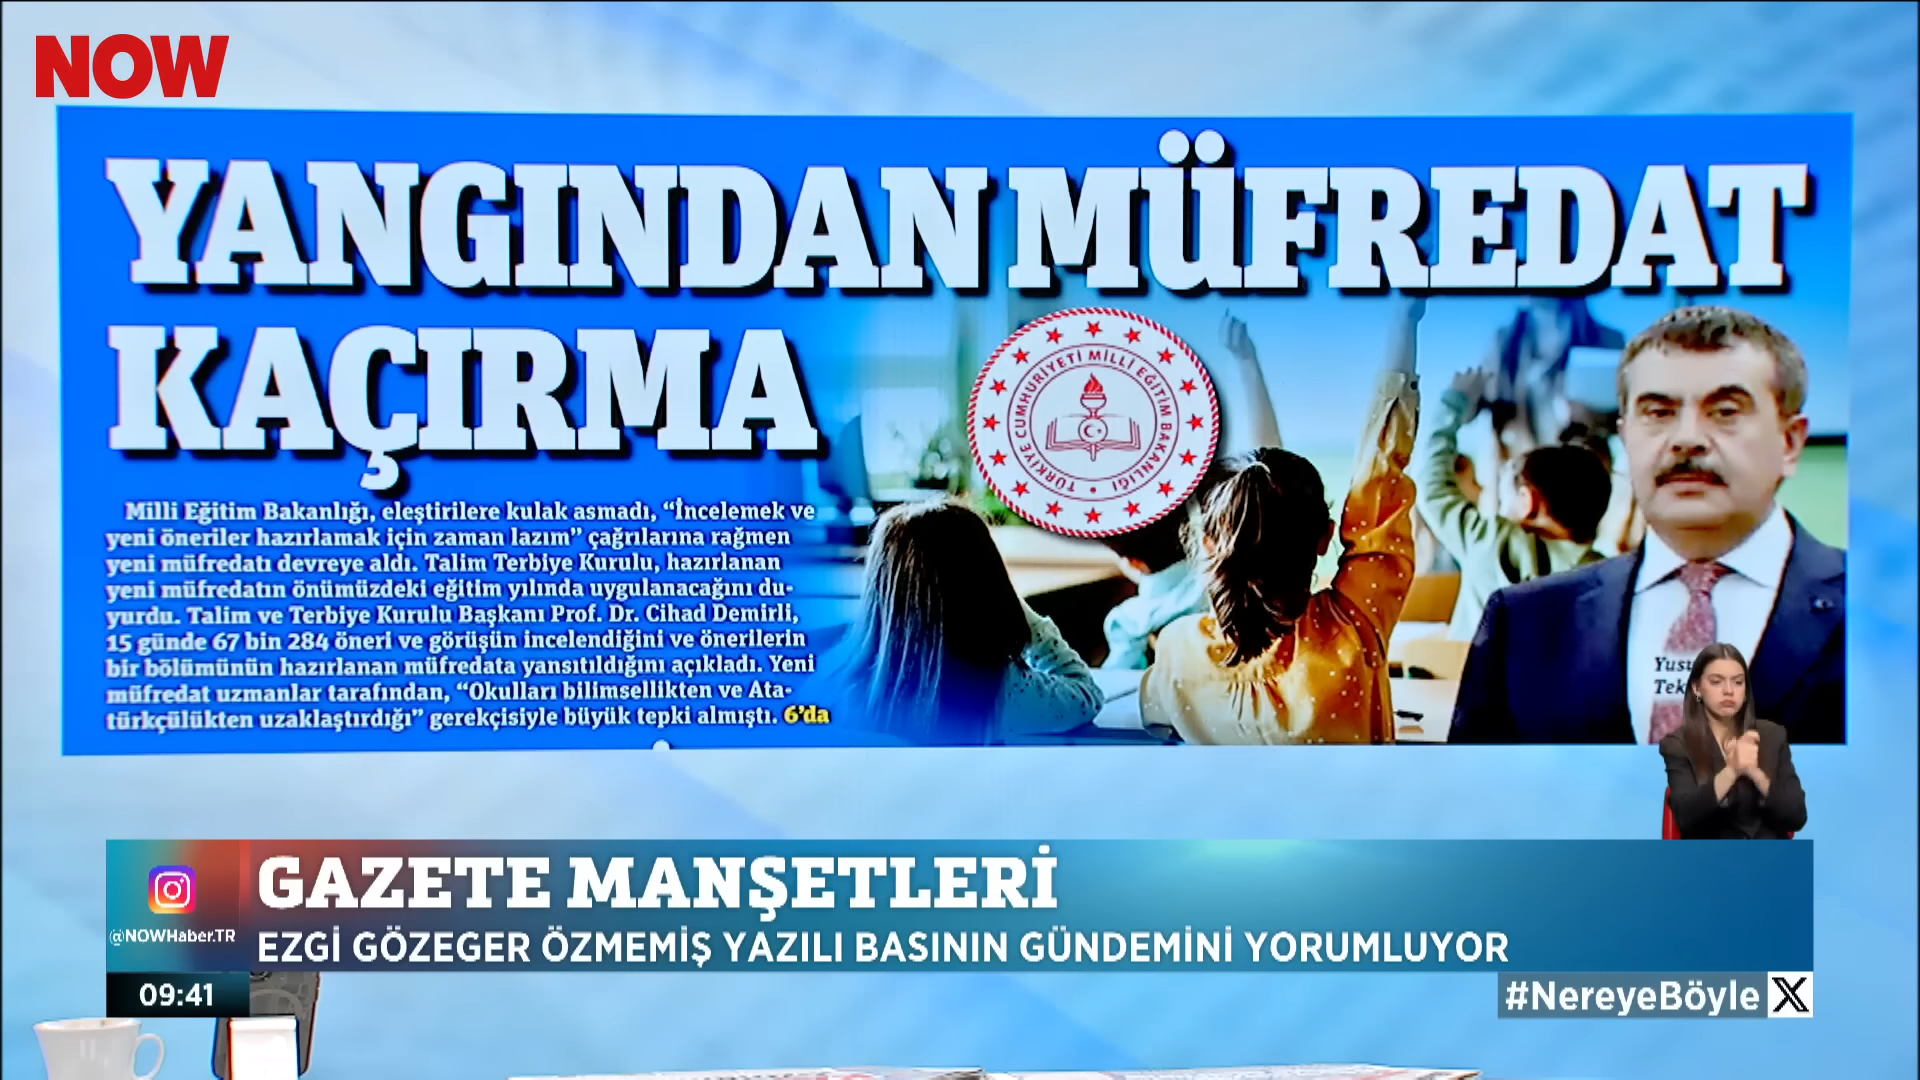 NOW
YANGINDAN MÜFREDAT
KAÇIRMA
TÜRKİYE CUMHURİYETİ MİLLİ EĞİTİM BAKANLIĞI
Milli Eğitim Bakanlığı, eleştirilere kulak asmadı, “İncelemek ve
yeni öneriler hazırlamak için zaman lazım” çağrılarına rağmen
yeni müfredatı devreye aldı. Talim Terbiye Kurulu, hazırlanan
yeni müfredatın önümüzdeki eğitim yılında uygulanacağını du-
yurdu. Talim ve Terbiye Kurulu Başkanı Prof. Dr. Cihad Demirli,
15 günde 67 bin 284 öneri ve görüşün incelendiğini ve önerilerin
bir bölümünün hazırlanan müfredata yansıtıldığını açıkladı. Yeni
müfredat uzmanlar tarafından, “Okulları bilimsellikten ve Ata-
türkçülükten uzaklaştırdığı” gerekçisiyle büyük tepki almıştı. 6’da
GAZETE MANŞETLERİ
@NOWHaber.TR
EZGİ GÖZEGER ÖZMEMİŞ YAZILI BASININ GÜNDEMİNİ YORUMLUYOR
09:41
#NereyeBöyle X